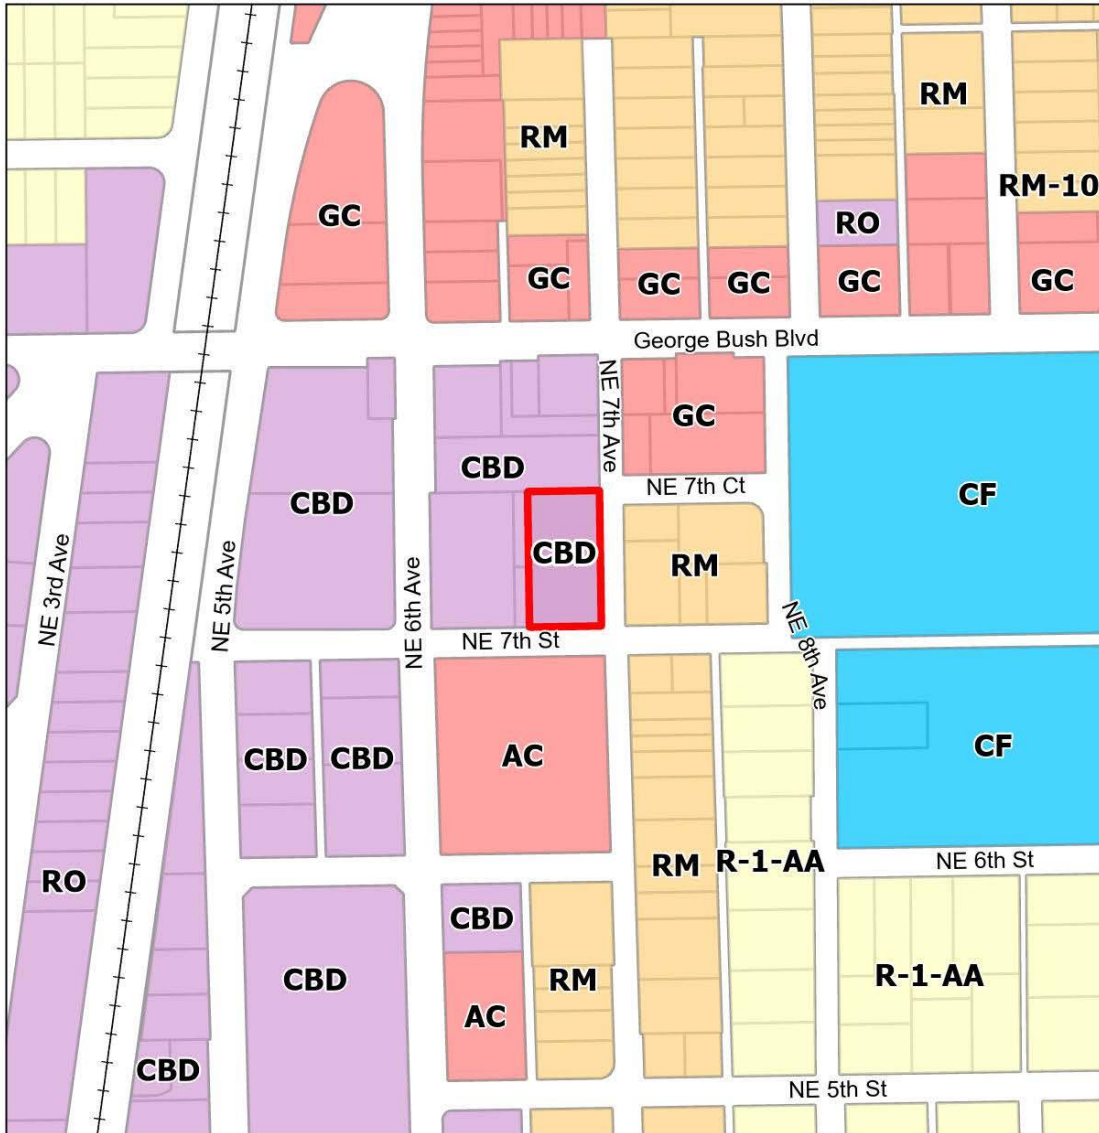 RM
RM
RM-10
GC
RO
GC
GC
GC
GC
GC
George Bush Blvd
NE 7th Ave
GC
CBD
CBD
NE 7th Ct
CF
CBD
RM
NE 3rd Ave
NE 5th Ave
NE 6th Ave
NE 7th St
NE 8th Ave
CBD
CBD
AC
CF
RO
RM
R-1-AA
NE 6th St
CBD
CBD
RM
R-1-AA
AC
CBD
NE 5th St